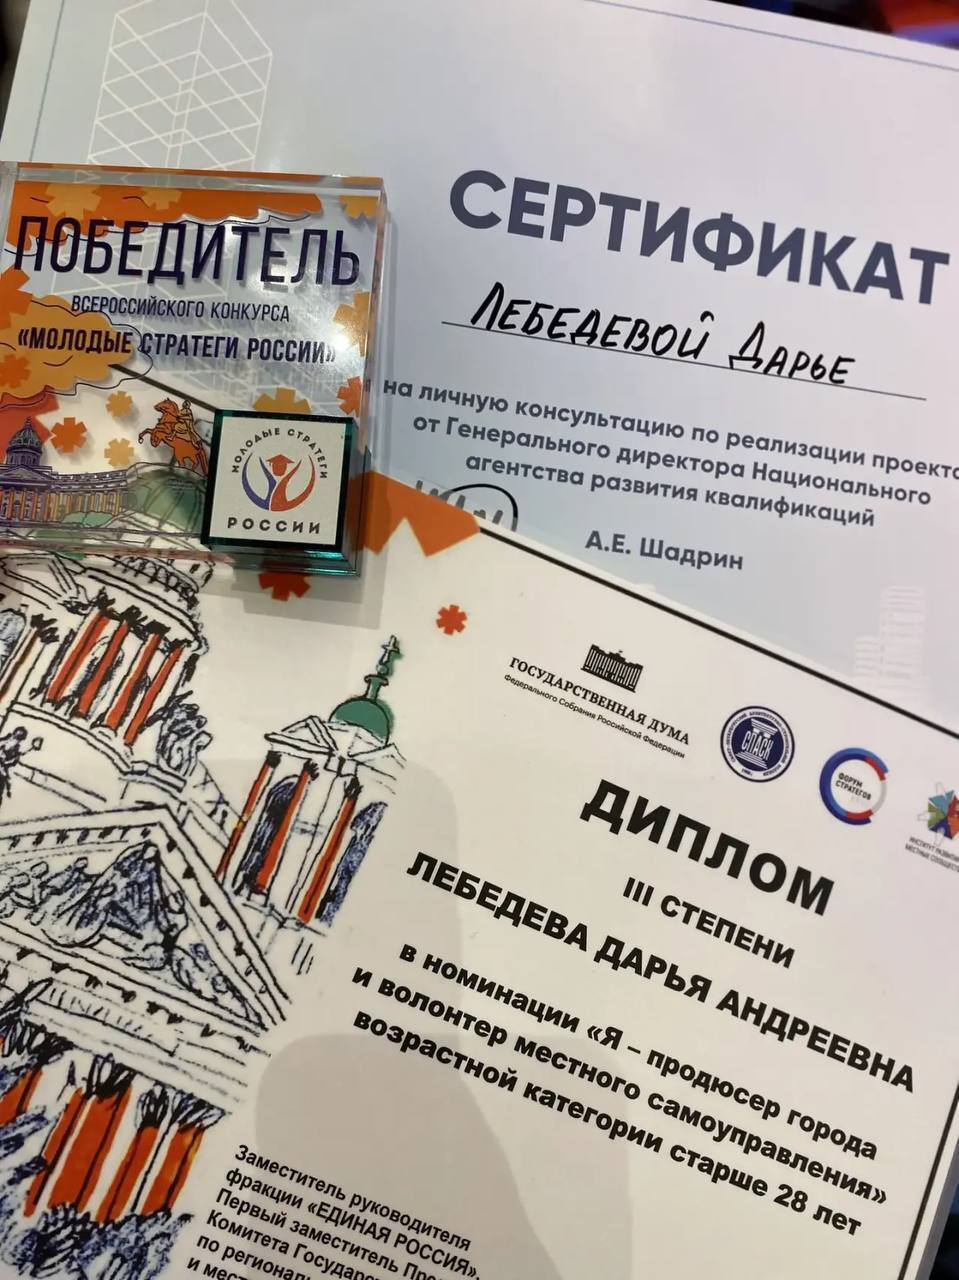 СЕРТИФИКАТ
ЛЕБЕДЕВОЙ ДАРЬЕ
на личную консультацию по реализации проекта
от Генерального директора Национального
агентства развития квалификаций
А.Е. Шадрин
ПОБЕДИТЕЛЬ
ВСЕРОССИЙСКОГО КОНКУРСА
«МОЛОДЫЕ СТРАТЕГИ РОССИИ»
МОЛОДЫЕ СТРАТЕГИ
РОССИИ
ГОСУДАРСТВЕННАЯ ДУМА
Федерального Собрания Российской Федерации
СПАСК
ФОРУМ
СТРАТЕГОВ
ИНСТИТУТ
МЕСТНЫХ
ДИПЛОМ
III СТЕПЕНИ
ЛЕБЕДЕВА ДАРЬЯ АНДРЕЕВНА
в номинации «Я – продюсер города
и волонтер местного самоуправления»
возрастной категории старше 28 лет
Заместитель руководителя
фракции «ЕДИНАЯ РОССИЯ»,
Первый заместитель
Комитета
по
и